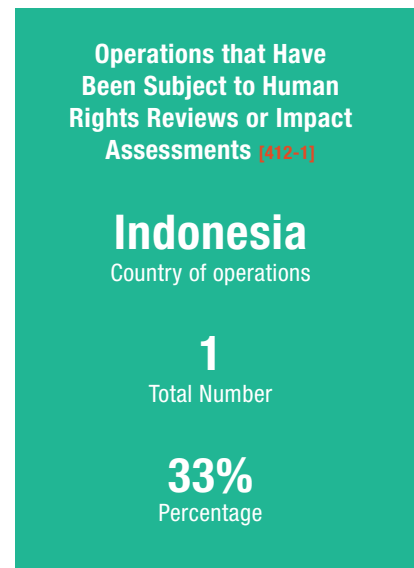 Operations that Have
Been Subject to Human
Rights Reviews or Impact
Assessments [412-1]
Indonesia
Country of operations
1
Total Number
33%
Percentage